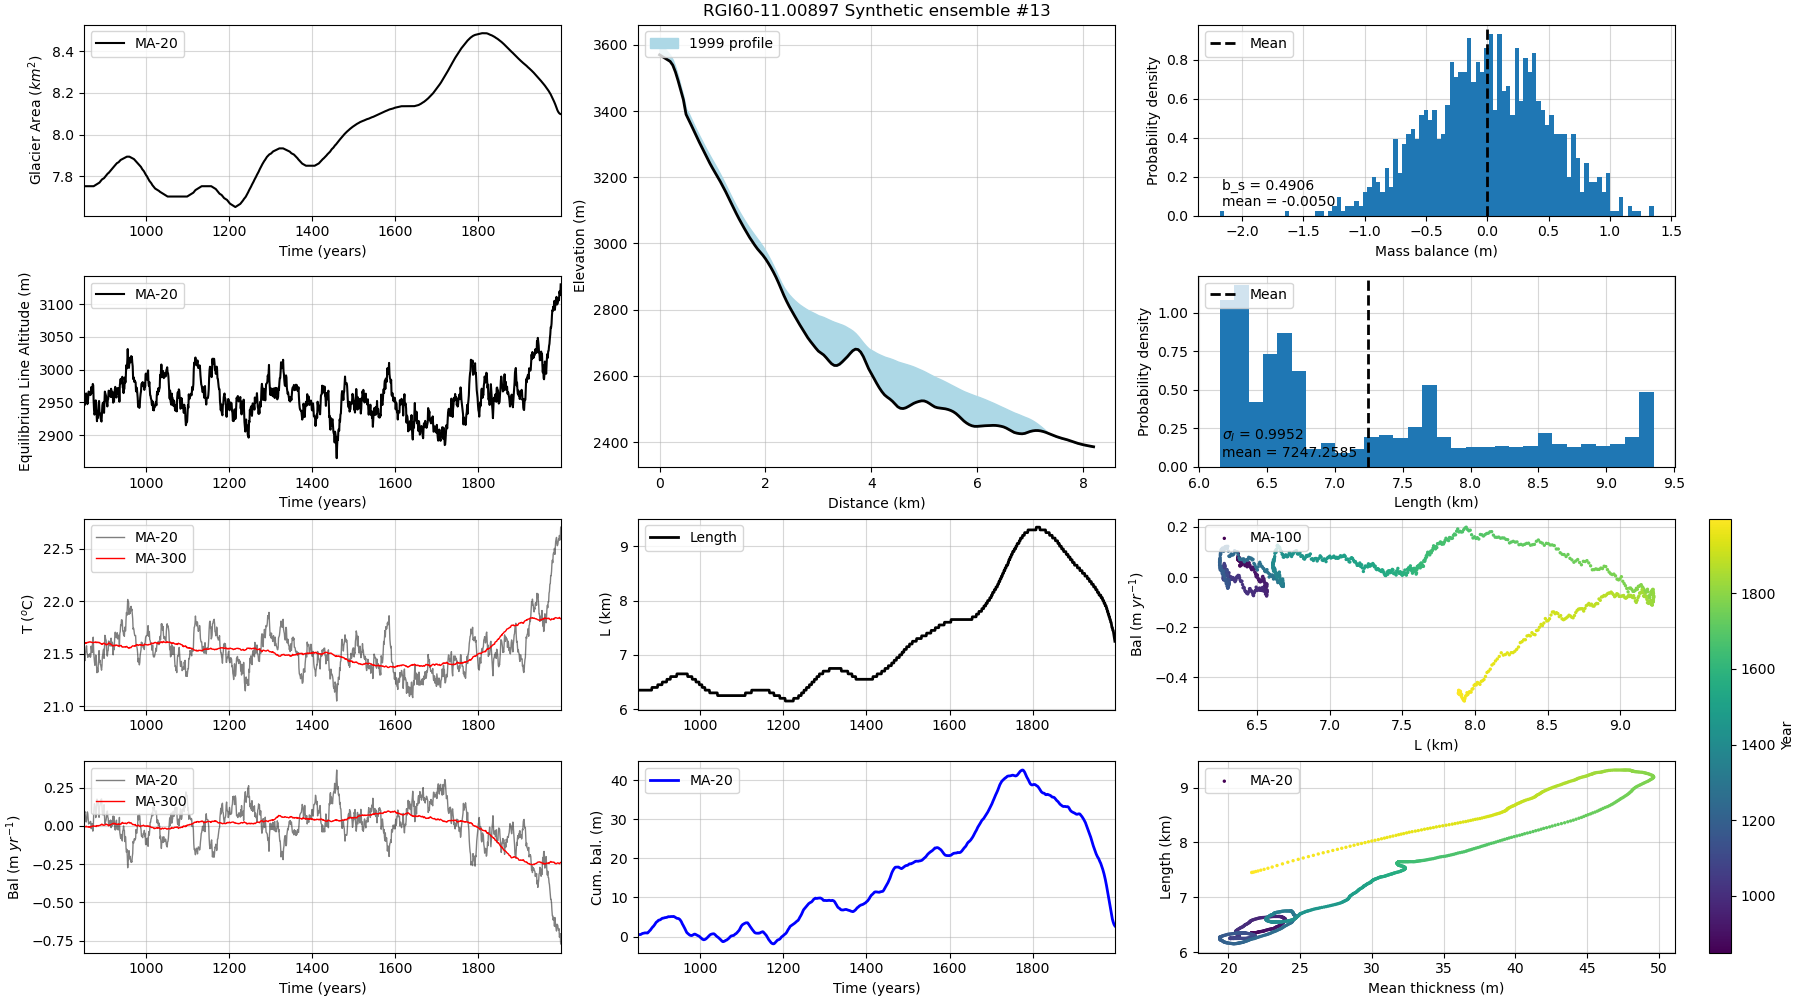 RGI60-11.00897 Synthetic ensemble #13
MA-20
Glacier Area (km²)
8.4
8.2
8.0
7.8
1000 1200 1400 1600 1800
Time (years)
1999 profile
Elevation (m)
3600
3400
3200
3000
2800
2600
2400
0 2 4 6 8
Distance (km)
Mean
Probability density
0.8
0.6
0.4
0.2
0.0
b_s = 0.4906
mean = -0.0050
−2.0 −1.5 −1.0 −0.5 0.0 0.5 1.0 1.5
Mass balance (m)
MA-20
Equilibrium Line Altitude (m)
3100
3050
3000
2950
2900
1000 1200 1400 1600 1800
Time (years)
Mean
Probability density
1.00
0.75
0.50
0.25
0.00
σₗ = 0.9952
mean = 7247.2585
6.0 6.5 7.0 7.5 8.0 8.5 9.0 9.5
Length (km)
MA-20
MA-300
T (°C)
22.5
22.0
21.5
21.0
1000 1200 1400 1600 1800
Length
L (km)
9
8
7
6
1000 1200 1400 1600 1800
MA-100
Bal (m yr⁻¹)
0.2
0.0
−0.2
−0.4
6.5 7.0 7.5 8.0 8.5 9.0
L (km)
MA-20
MA-300
Bal (m yr⁻¹)
0.25
0.00
−0.25
−0.50
−0.75
1000 1200 1400 1600 1800
Time (years)
MA-20
Cum. bal. (m)
40
30
20
10
0
1000 1200 1400 1600 1800
Time (years)
MA-20
Length (km)
9
8
7
6
20 25 30 35 40 45 50
Mean thickness (m)
1800
1600
1400
1200
1000
Year